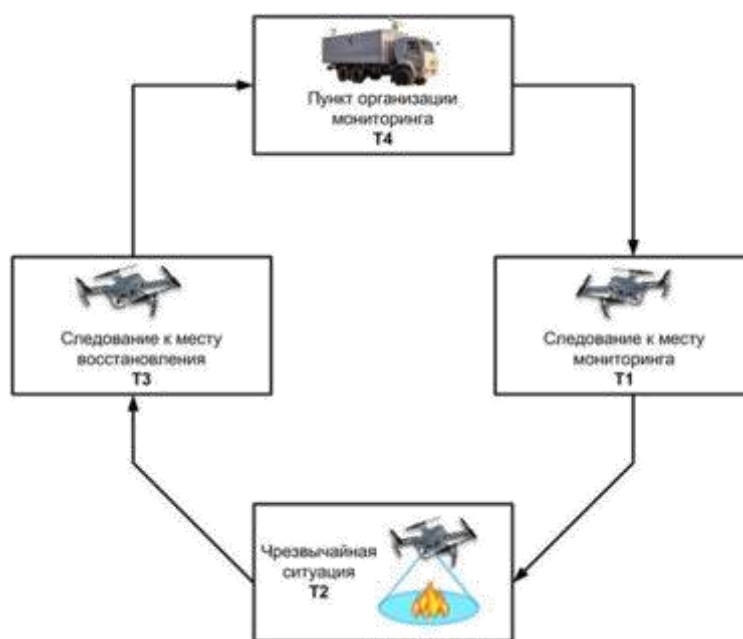 Пункт организации
мониторинга
Т4
Следование к месту
восстановления
Т3
Следование к месту
мониторинга
Т1
Чрезвычайная
ситуация
Т2